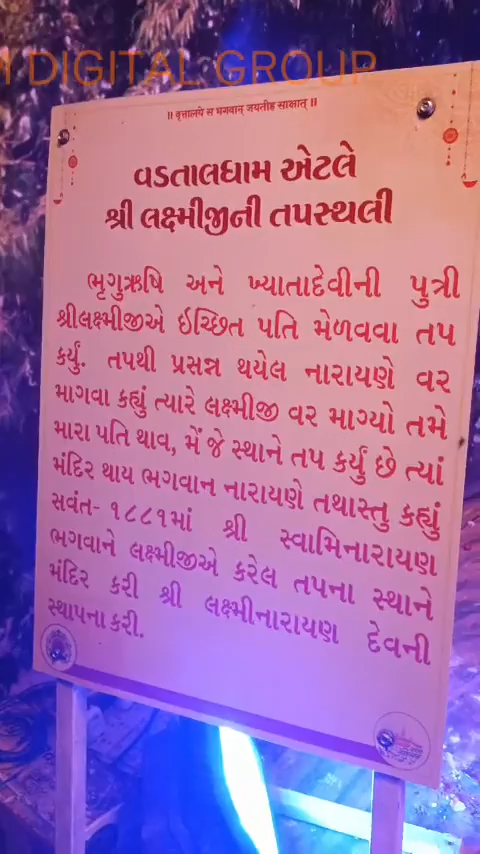 Y DIGITAL GROUP
॥ वृत्तालये स भगवान् जयतीह साक्षात् ॥
વડતાલધામ એટલે
શ્રી લક્ષ્મીજીની તપસ્થલી
ભૃગુઋષિ અને ખ્યાતાદેવીની પુત્રી
શ્રીલક્ષ્મીજીએ ઇચ્છિત પતિ મેળવવા તપ
કર્યું. તપથી પ્રસન્ન થયેલ નારાયણે વર
માગવા કહ્યું ત્યારે લક્ષ્મીજી વર માગ્યો તમે
મારા પતિ થાવ, મેં જે સ્થાને તપ કર્યું છે ત્યાં
મંદિર થાય ભગવાન નારાયણે તથાસ્તુ કહ્યું
સવંત- ૧૮૮૧માં શ્રી સ્વામિનારાયણ
ભગવાને લક્ષ્મીજીએ કરેલ તપના સ્થાને
મંદિર કરી શ્રી લક્ષ્મીનારાયણ દેવની
સ્થાપના કરી.